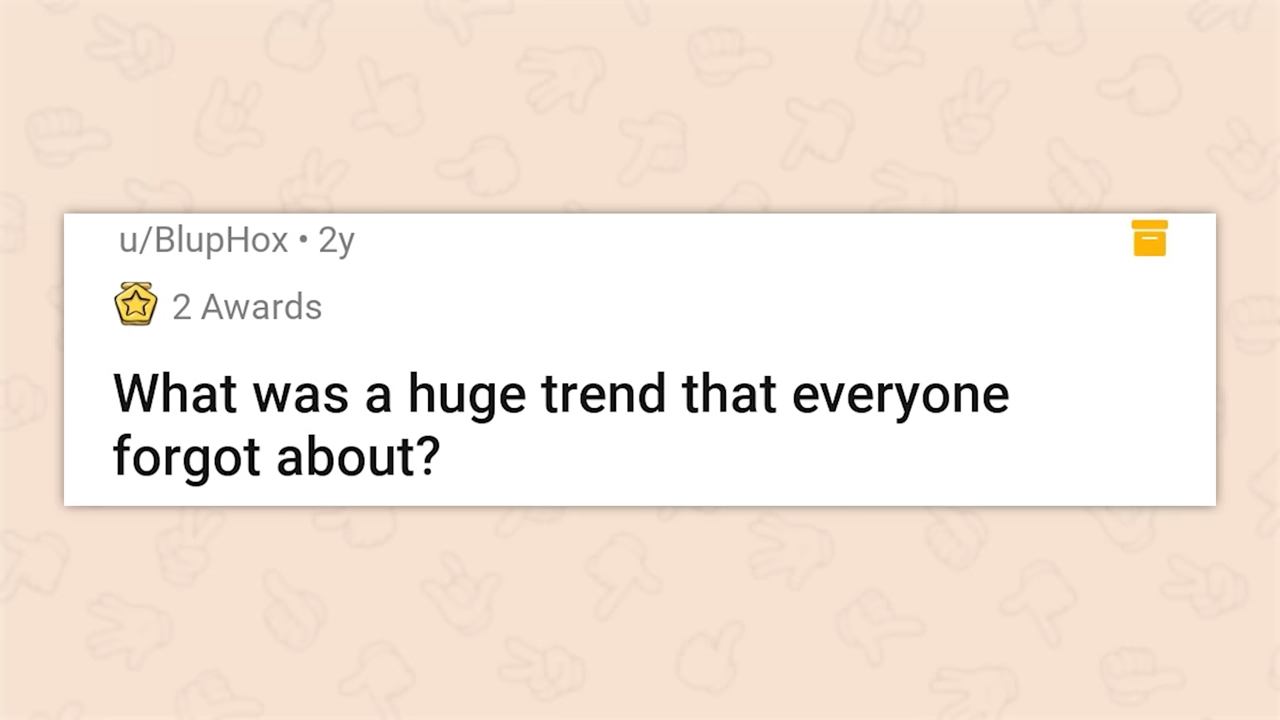 u/BlupHox • 2y
2 Awards
What was a huge trend that everyone
forgot about?